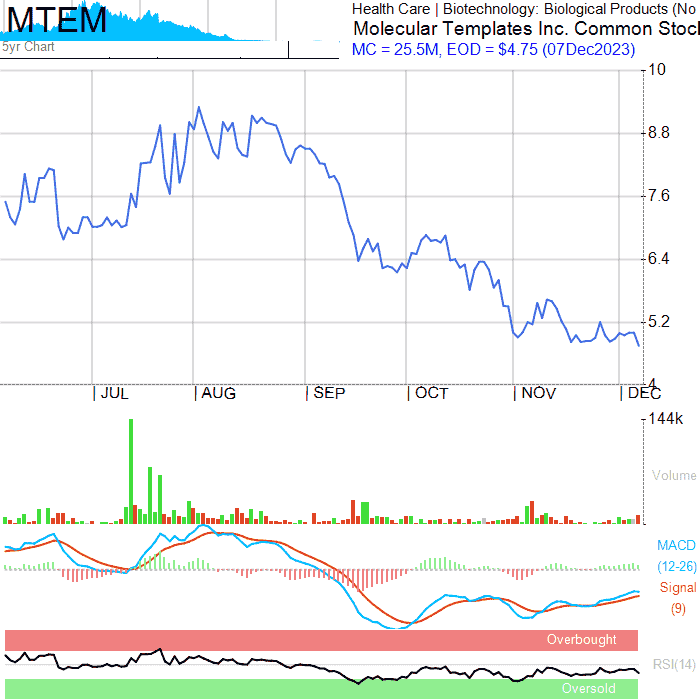 MTEM
5yr Chart
Health Care | Biotechnology: Biological Products (No
Molecular Templates Inc. Common Stoc
MC = 25.5M, EOD = $4.75 (07Dec2023)
10
8.8
7.6
6.4
5.2
4
JUL AUG SEP OCT NOV DEC
144k
Volume
MACD
(12-26)
Signal
(9)
Overbought
RSI(14)
Oversold